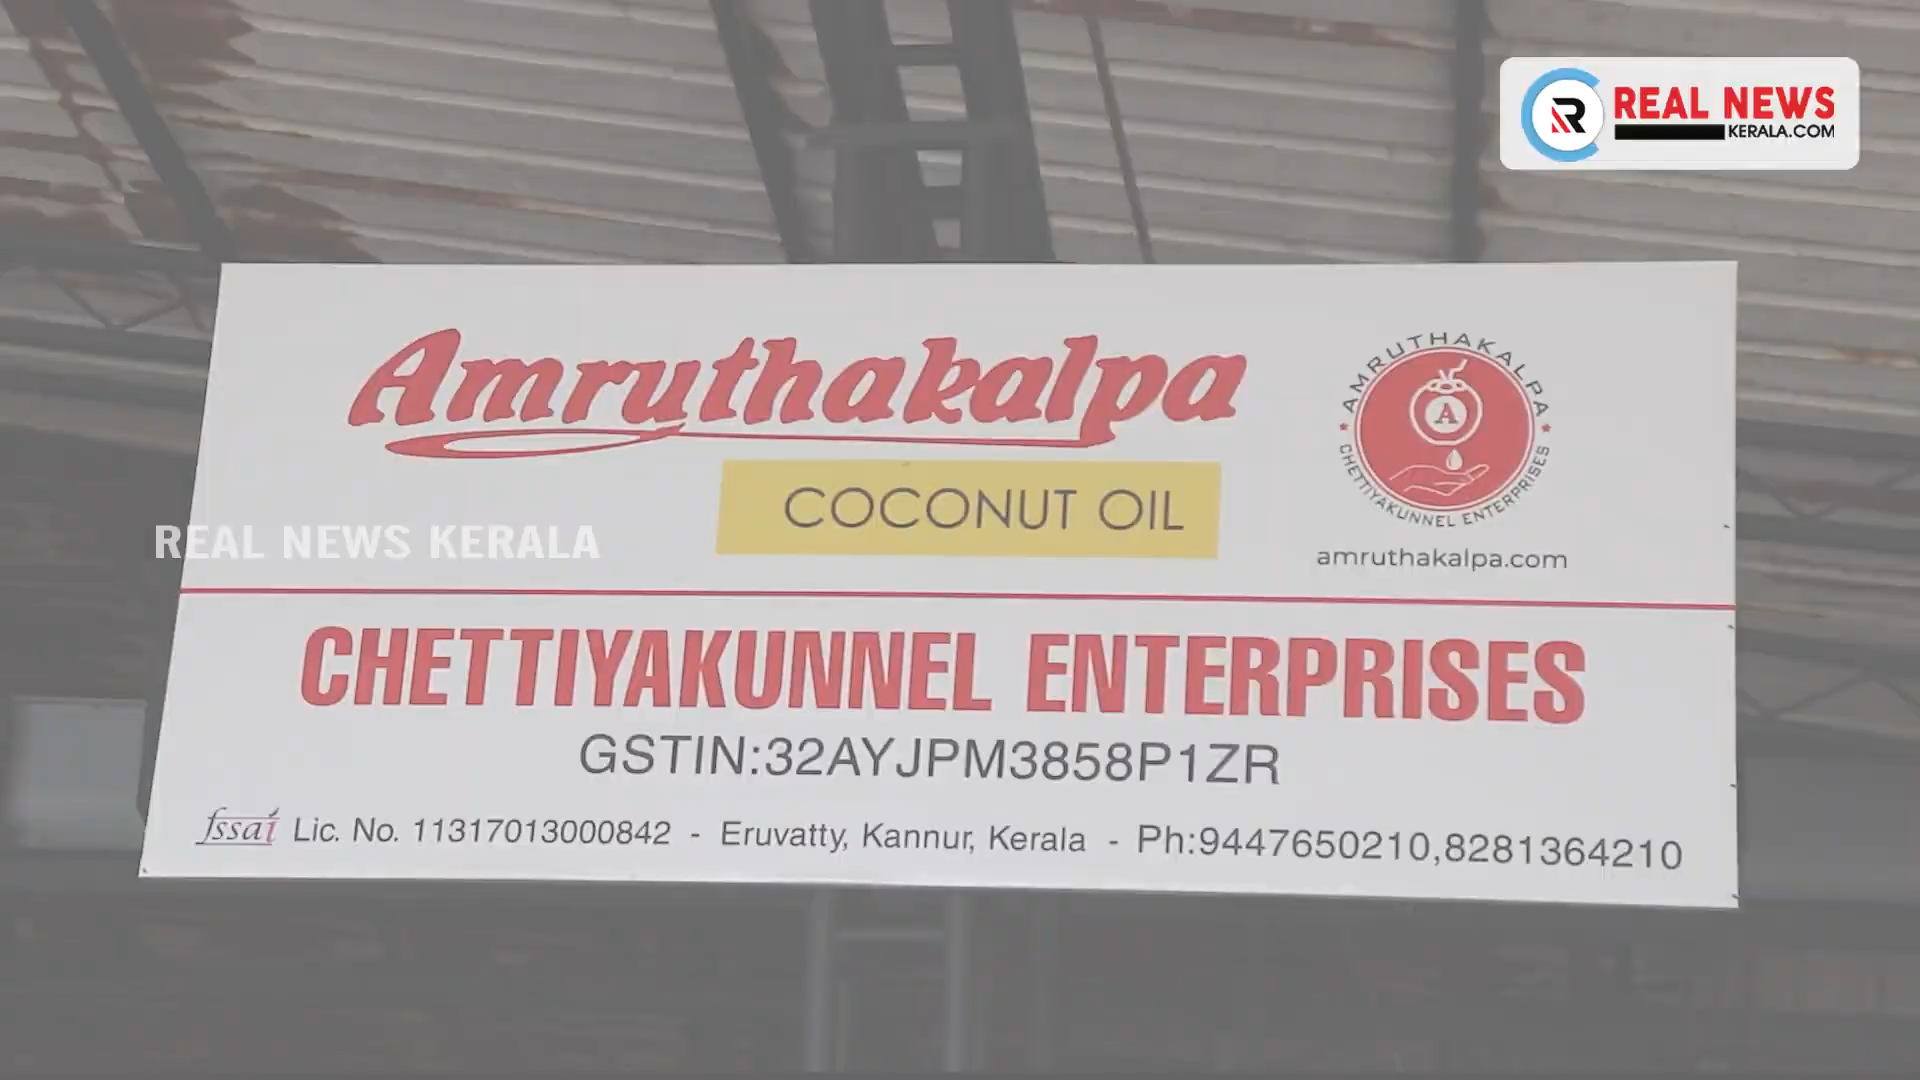 REAL NEWS
KERALA.COM
Amruthakalpa
COCONUT OIL
AMRUTHAKALPA
A
CHETTIYAKUNNEL ENTERPRISES
amruthakalpa.com
REAL NEWS KERALA
CHETTIYAKUNNEL ENTERPRISES
GSTIN:32AYJPM3858P1ZR
fssai Lic. No. 11317013000842 - Eruvatty, Kannur, Kerala - Ph:9447650210,8281364210